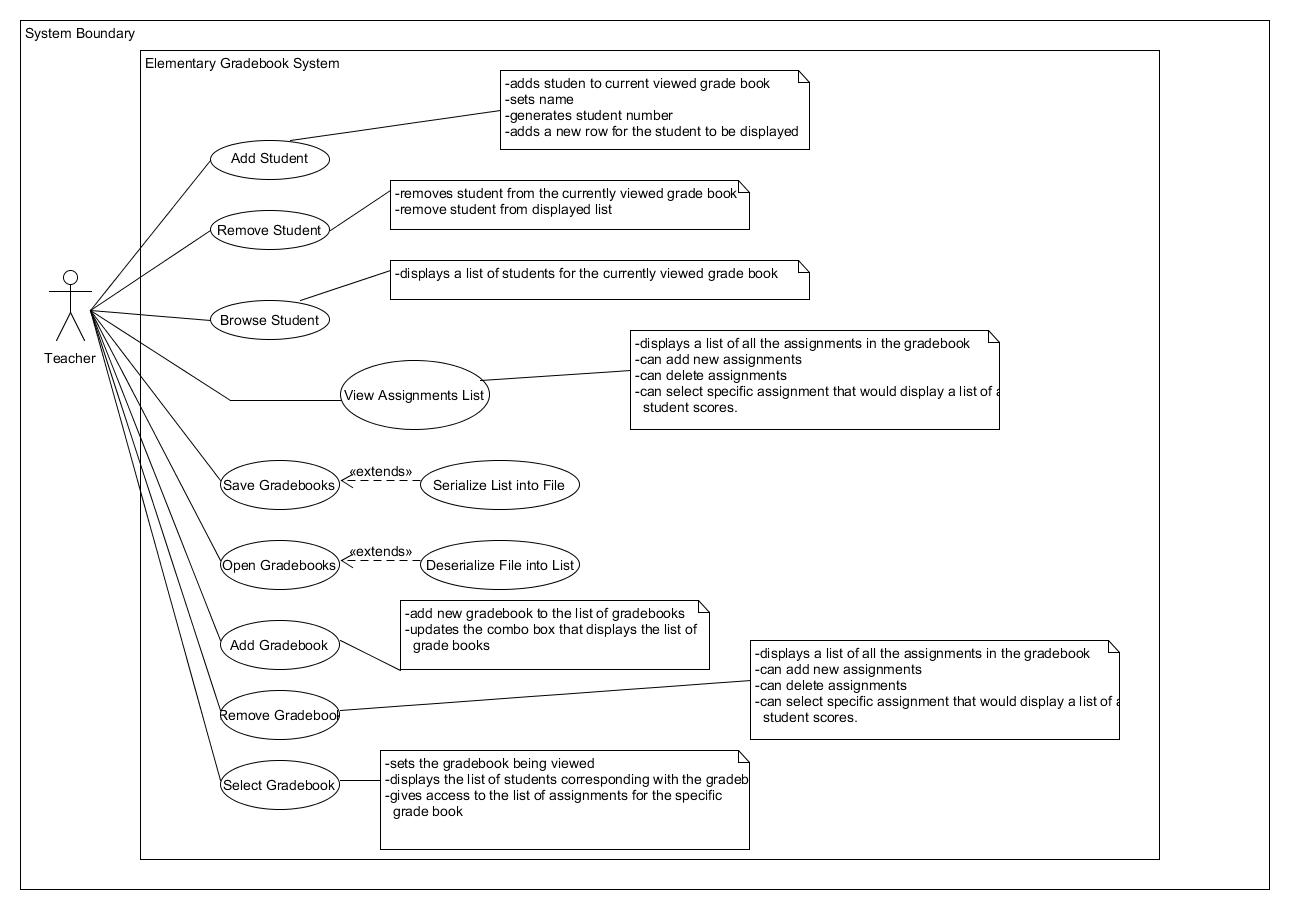 System Boundary
Elementary Gradebook System
-adds studen to current viewed grade book
-sets name
-generates student number
-adds a new row for the student to be displayed
Add Student
-removes student from the currently viewed grade book
-remove student from displayed list
Remove Student
-displays a list of students for the currently viewed grade book
Browse Student
Teacher
-displays a list of all the assignments in the gradebook
-can add new assignments
-can delete assignments
-can select specific assignment that would display a list of
student scores.
View Assignments List
«extends»
Save Gradebooks
Serialize List into File
«extends»
Open Gradebooks
Deserialize File into List
-add new gradebook to the list of gradebooks
-updates the combo box that displays the list of
grade books
Add Gradebook
-displays a list of all the assignments in the gradebook
-can add new assignments
-can delete assignments
-can select specific assignment that would display a list of
student scores.
Remove Gradebook
-sets the gradebook being viewed
-displays the list of students corresponding with the gradeb
-gives access to the list of assignments for the specific
grade book
Select Gradebook